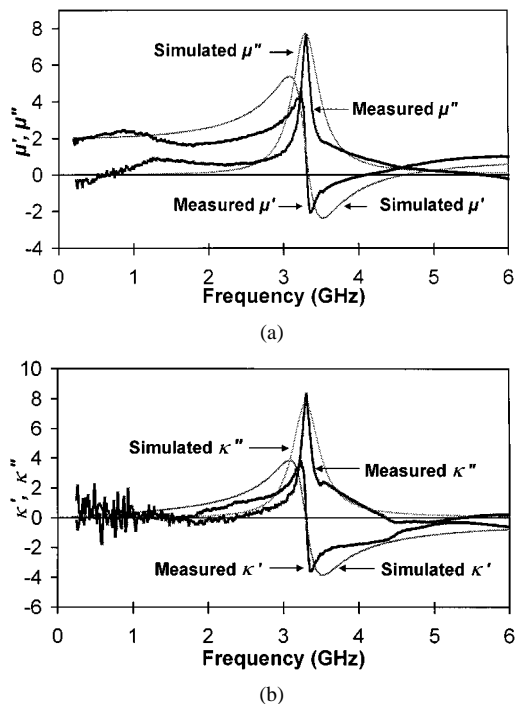 8
6
4
2
0
-2
-4
μ', μ"
Simulated μ"
Measured μ"
Measured μ'
Simulated μ'
0 1 2 3 4 5 6
Frequency (GHz)
(a)
10
8
6
4
2
0
-2
-4
-6
κ', κ"
Simulated κ"
Measured κ"
Measured κ'
Simulated κ'
0 1 2 3 4 5 6
Frequency (GHz)
(b)